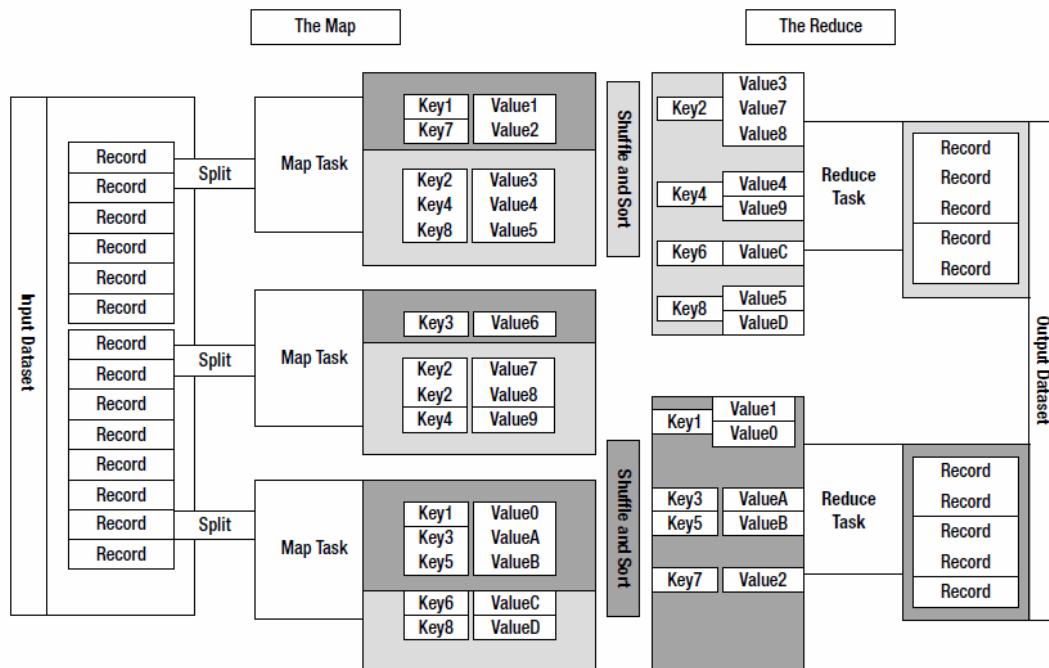 The Map
The Reduce
Input Dataset
Record
Record
Record
Record
Record
Record
Record
Record
Record
Record
Record
Record
Record
Record
Split
Split
Split
Map Task
Key1 Value1
Key7 Value2
Key2 Value3
Key4 Value4
Key8 Value5
Map Task
Key3 Value6
Key2 Value7
Key2 Value8
Key4 Value9
Map Task
Key1 Value0
Key3 ValueA
Key5 ValueB
Key6 ValueC
Key8 ValueD
Shuffle and Sort
Shuffle and Sort
Value3
Key2 Value7
Value8
Key4 Value4
Value9
Key6 ValueC
Key8 Value5
ValueD
Reduce
Task
Record
Record
Record
Record
Record
Key1 Value1
Value0
Key3 ValueA
Key5 ValueB
Key7 Value2
Reduce
Task
Record
Record
Record
Record
Record
Output Dataset